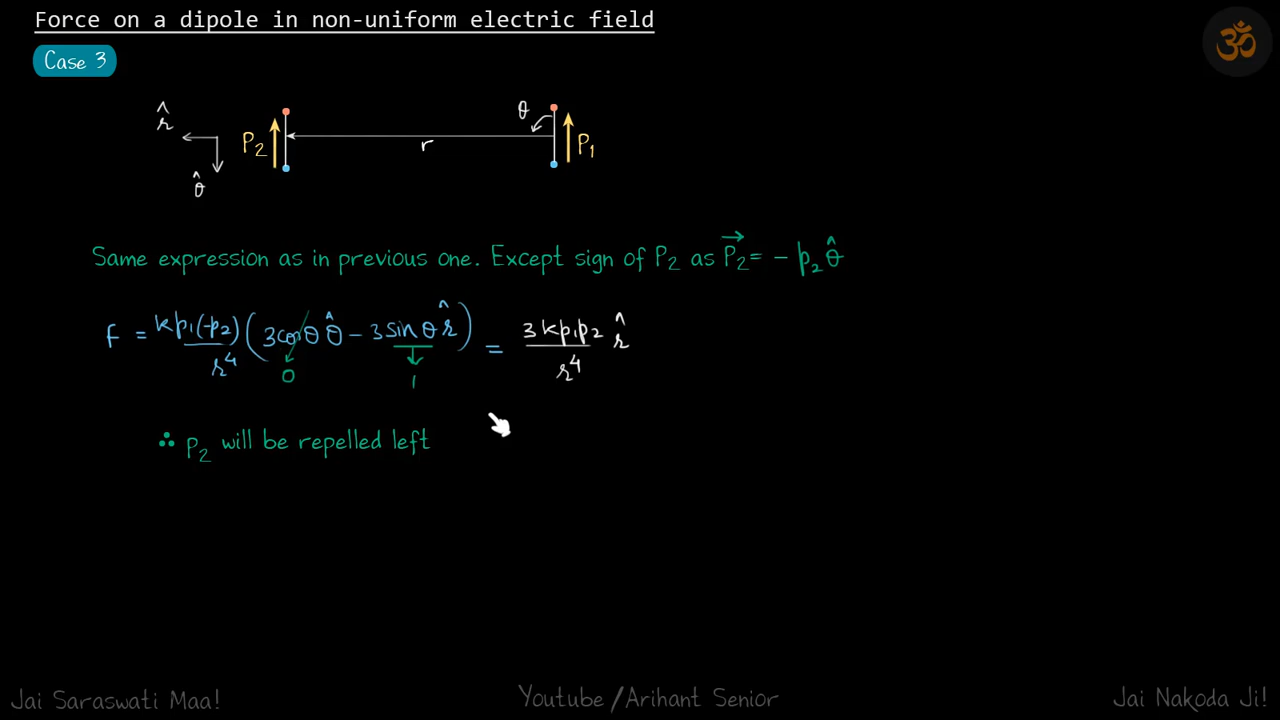 Force on a dipole in non-uniform electric field
Case 3
r̂ θ
P₂ r P₁
θ̂
Same expression as in previous one. Except sign of P₂ as P⃗₂ = - p₂ θ̂
F = kp₁(-p₂)/r⁴ (3cosθ θ̂ - 3 sin θ r̂) = 3kp₁p₂/r⁴ r̂
0 1
∴ p₂ will be repelled left
Jai Saraswati Maa! Youtube /Arihant Senior Jai Nakoda Ji!
ॐ